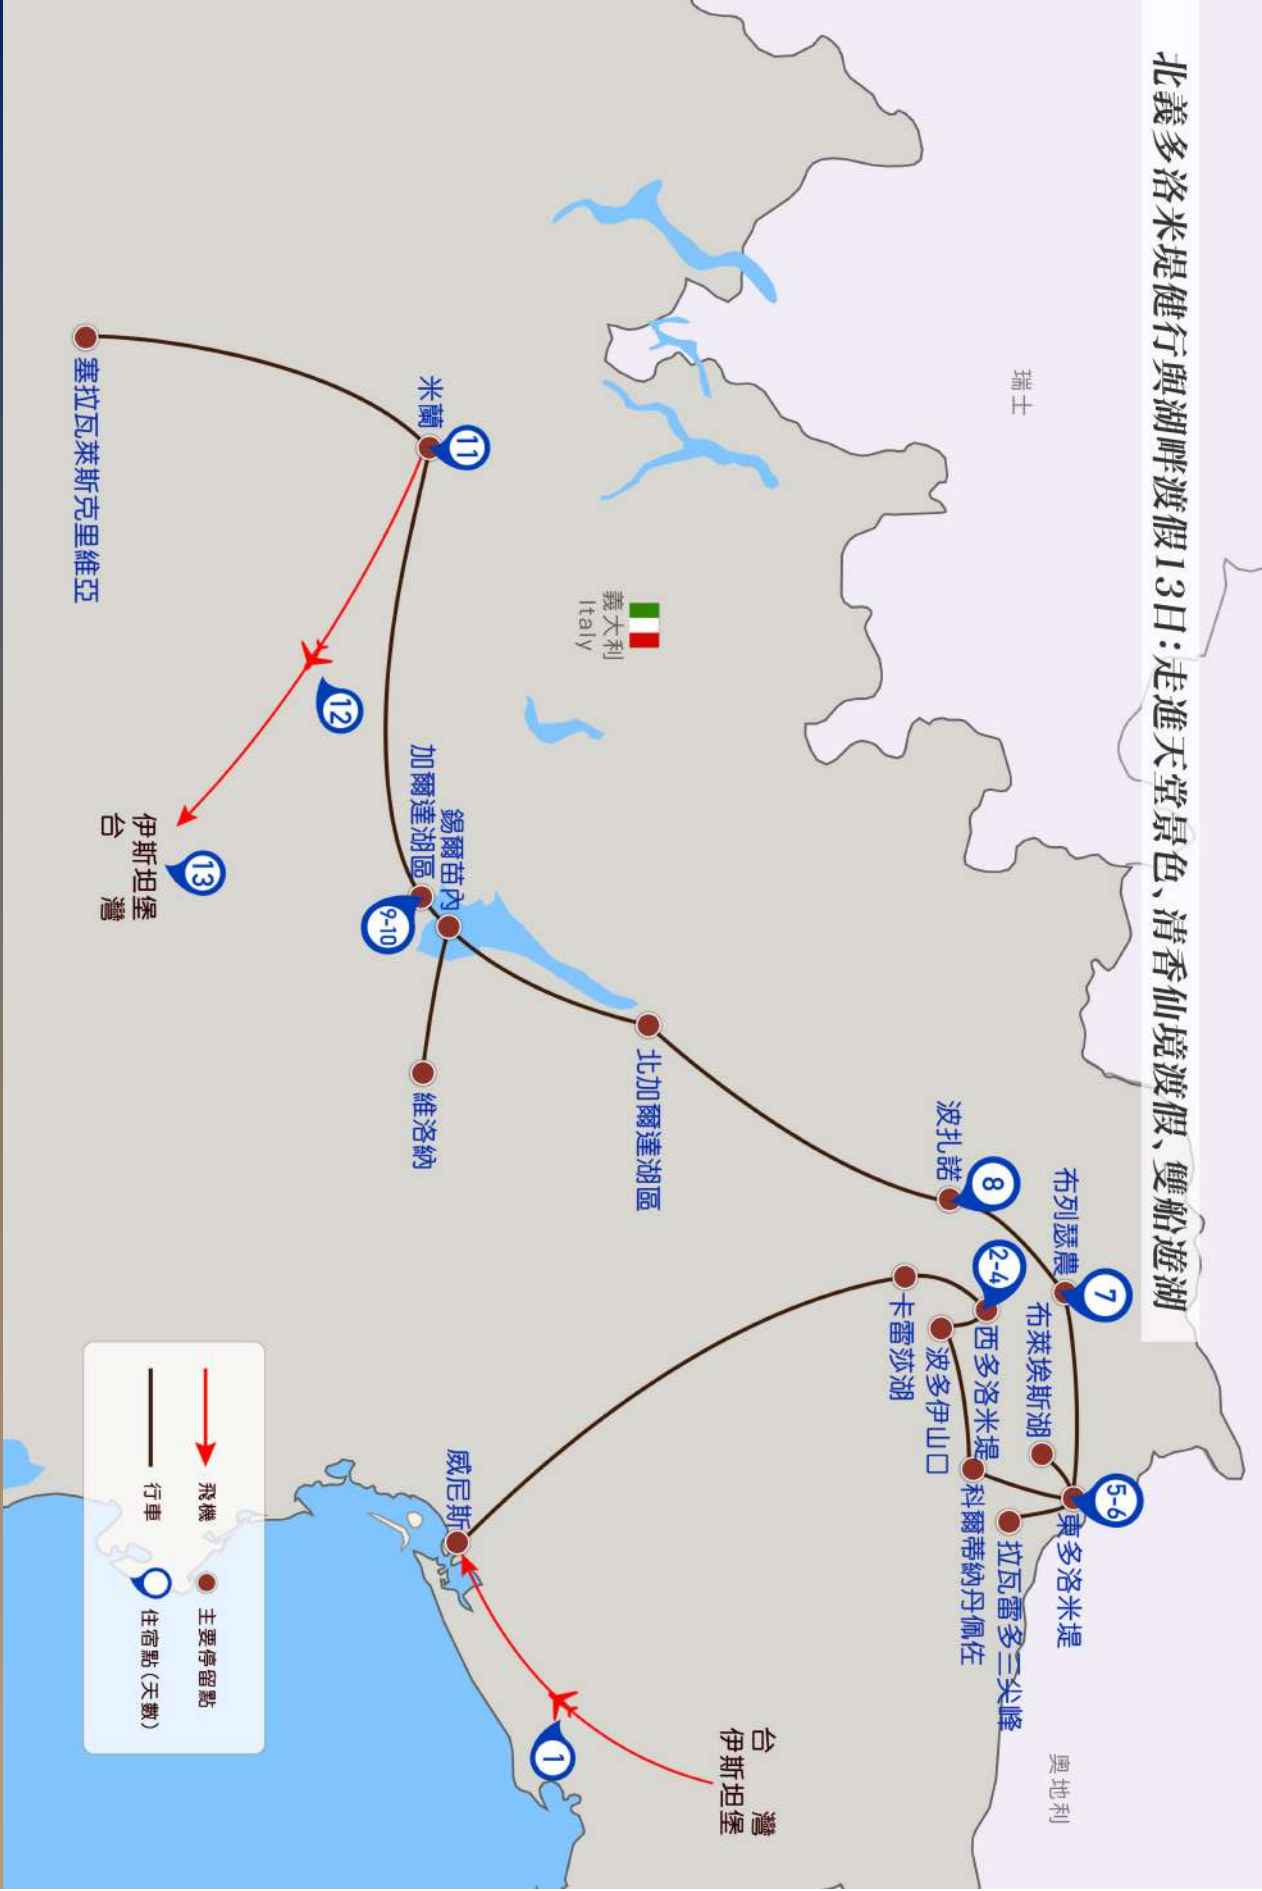 北義多洛米堤健行與湖畔渡假13日：走進天堂景色、清香仙境渡假、雙船遊湖
瑞士
奧地利
布列瑟農
7
5-6
東多洛米堤
布萊埃斯湖
拉瓦雷多三尖峰
波扎諾
8
2-4
西多洛米堤
科爾蒂納丹佩佐
波多伊山口
卡雷莎湖
台灣
伊斯坦堡
1
北加爾達湖區
義大利
Italy
米蘭
11
錫爾苗內
加爾達湖區
9-10
維洛納
威尼斯
12
13
伊斯坦堡
台灣
塞拉瓦萊斯克里維亞
飛機
主要停留點
行車
住宿點(天數)